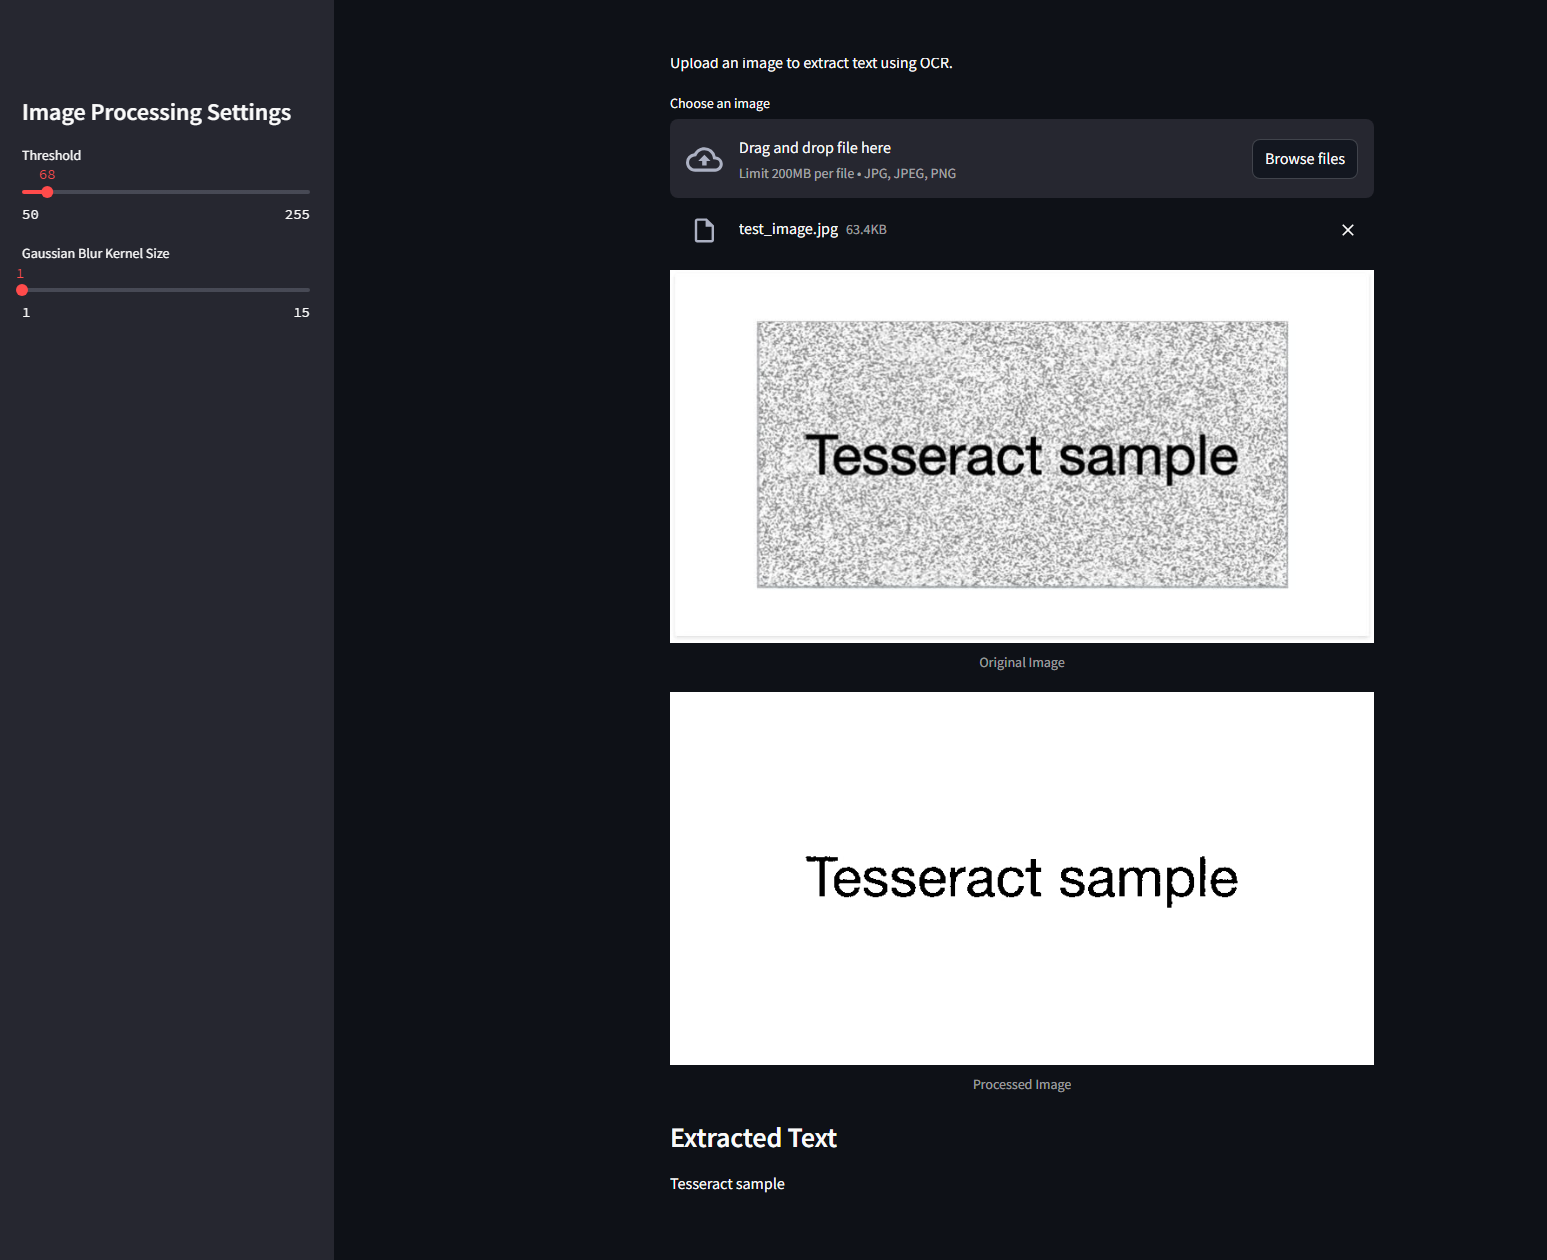 Image Processing Settings
Threshold
68
50 255
Gaussian Blur Kernel Size
1
1 15
Upload an image to extract text using OCR.
Choose an image
Drag and drop file here
Limit 200MB per file • JPG, JPEG, PNG
Browse files
test_image.jpg 63.4KB
Tesseract sample
Original Image
Tesseract sample
Processed Image
Extracted Text
Tesseract sample